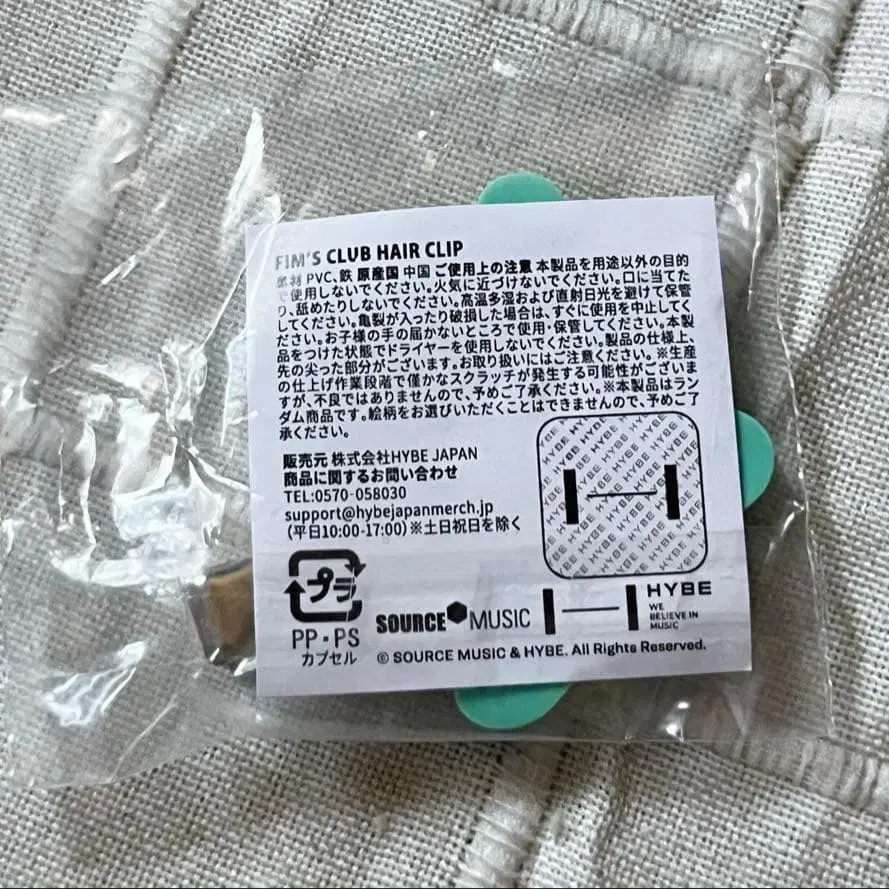 FIM'S CLUB HAIR CLIP
素材 PVC、鉄 原産国 中国 ご使用上の注意 本製品を用途以外の目的
で使用しないでください。火気に近づけないでください。口に当てた
り、舐めたりしないでください。高温多湿および直射日光を避けて保管
してください。亀裂が入ったり破損した場合は、すぐに使用を中止してく
ださい。お子様の手の届かないところで使用・保管してください。本製
品をつけた状態でドライヤーを使用しないでください。製品の仕様上、
先の尖った部分がございます。お取り扱いにはご注意ください。※生産
の仕上げ作業段階で僅かなスクラッチが発生する可能性がございま
すが、不良ではありませんので、予めご了承ください。※本製品はラン
ダム商品です。絵柄をお選びいただくことはできませんので、予めご了
承ください。
販売元 株式会社HYBE JAPAN
商品に関するお問い合わせ
TEL:0570-058030
support@hybejapanmerch.jp
(平日10:00-17:00)※土日祝日を除く
プラ
PP・PS
カプセル
SOURCE MUSIC
HYBE
WE
BELIEVE IN
MUSIC
© SOURCE MUSIC & HYBE. All Rights Reserved.